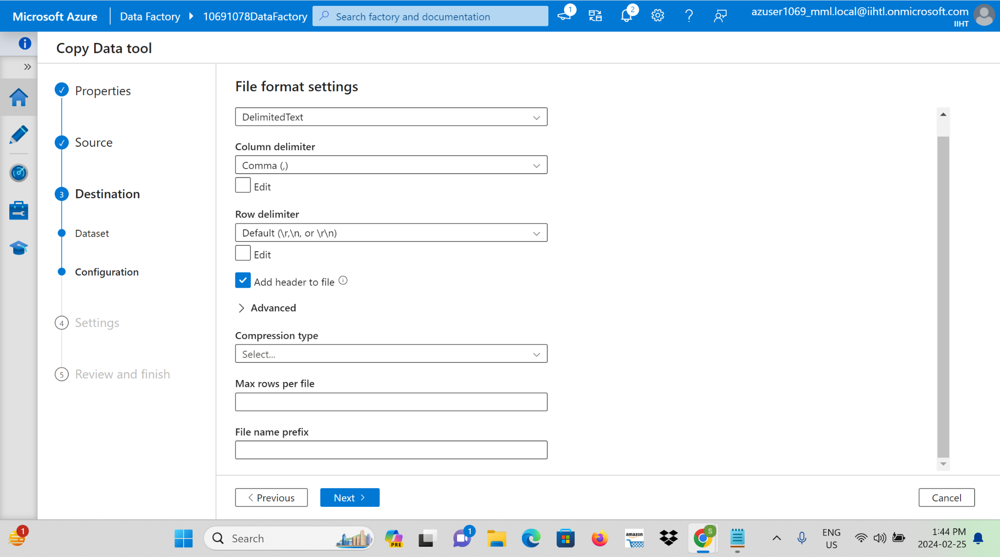 Microsoft Azure
Data Factory
10691078DataFactory
Search factory and documentation
1
2
azuser1069_mml.local@iihtl.onmicrosoft.com
IIHT
Copy Data tool
Properties
Source
3
Destination
Dataset
Configuration
4
Settings
5
Review and finish
File format settings
DelimitedText
Column delimiter
Comma (,)
Edit
Row delimiter
Default (\r,\n, or \r\n)
Edit
Add header to file
Advanced
Compression type
Select...
Max rows per file
File name prefix
Previous
Next
Cancel
1
Search
PRE
1
amazon
S
ENG
US
1:44 PM
2024-02-25